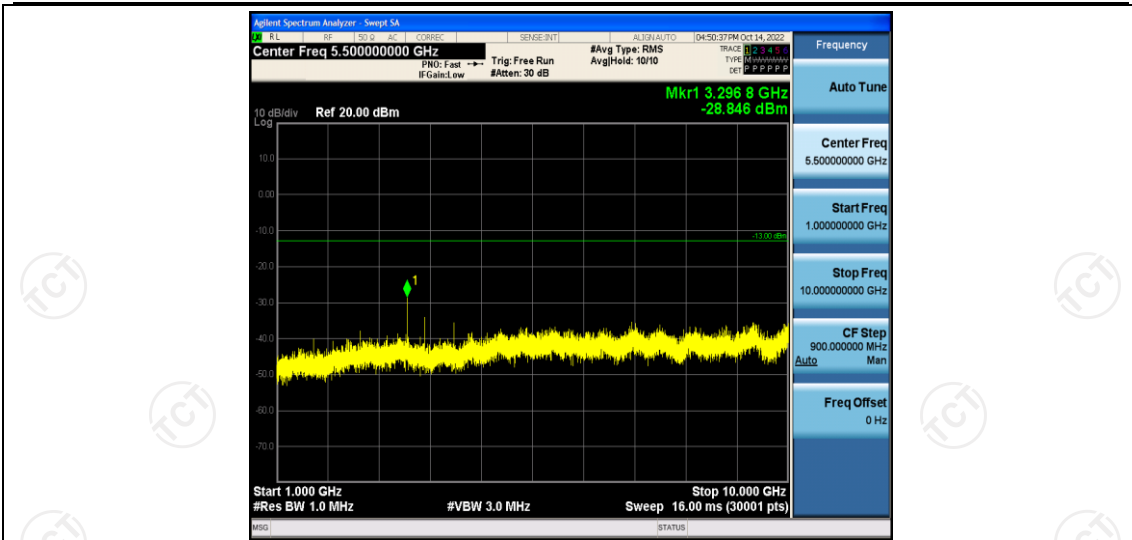 Agilent Spectrum Analyzer - Swept SA
LXI RL RF 50 Ω AC CORREC SENSE:INT ALIGNAUTO 04:50:37 PM Oct 14, 2022
Center Freq 5.500000000 GHz
PNO: Fast
IFGain:Low
Trig: Free Run
#Atten: 30 dB
#Avg Type: RMS
Avg|Hold: 10/10
TRACE 1 2 3 4 5 6
TYPE M
DET P P P P P P
Mkr1 3.296 8 GHz
-28.846 dBm
10 dB/div Ref 20.00 dBm
Log
10.0
0.00
-10.0
-13.00 dBm
-20.0
1
-30.0
-40.0
-50.0
-60.0
-70.0
Start 1.000 GHz Stop 10.000 GHz
#Res BW 1.0 MHz #VBW 3.0 MHz Sweep 16.00 ms (30001 pts)
MSG STATUS
Frequency
Auto Tune
Center Freq
5.500000000 GHz
Start Freq
1.000000000 GHz
Stop Freq
10.000000000 GHz
CF Step
900.000000 MHz
Auto Man
Freq Offset
0 Hz
TCT
TCT
TCT
TCT